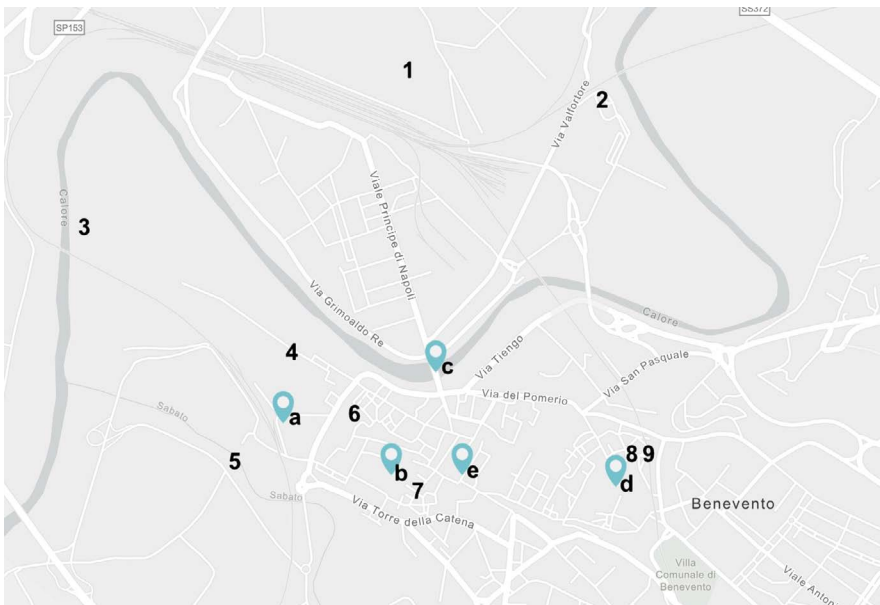 SP153
SS372
1
2
Via Valfortore
Calore
3
Viale Principe di Napoli
Via Grimoaldo Re
Calore
4
c
Via Tiengo
Via San Pasquale
Via del Pomerio
Sabato
a
6
5
b
e
8 9
d
7
Sabato
Via Torre della Catena
Benevento
Villa
Comunale di
Benevento
Viale Anton